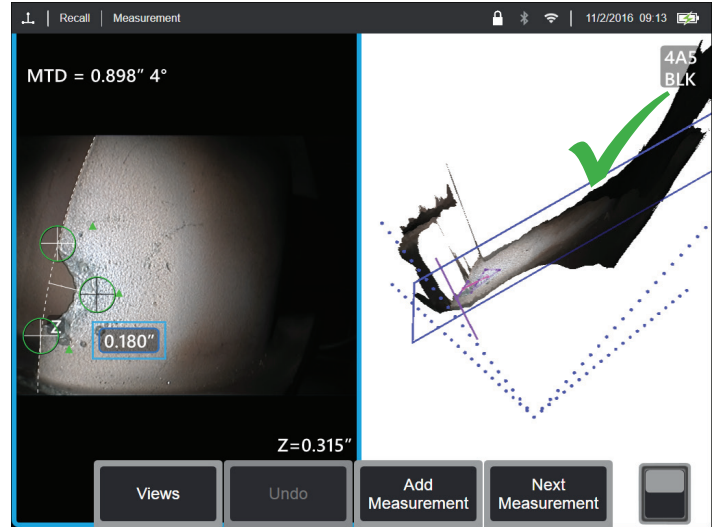 Recall
Measurement
11/2/2016 09:13
MTD = 0.898" 4°
4A5
BLK
Z
0.180"
Z=0.315"
Views
Undo
Add
Measurement
Next
Measurement